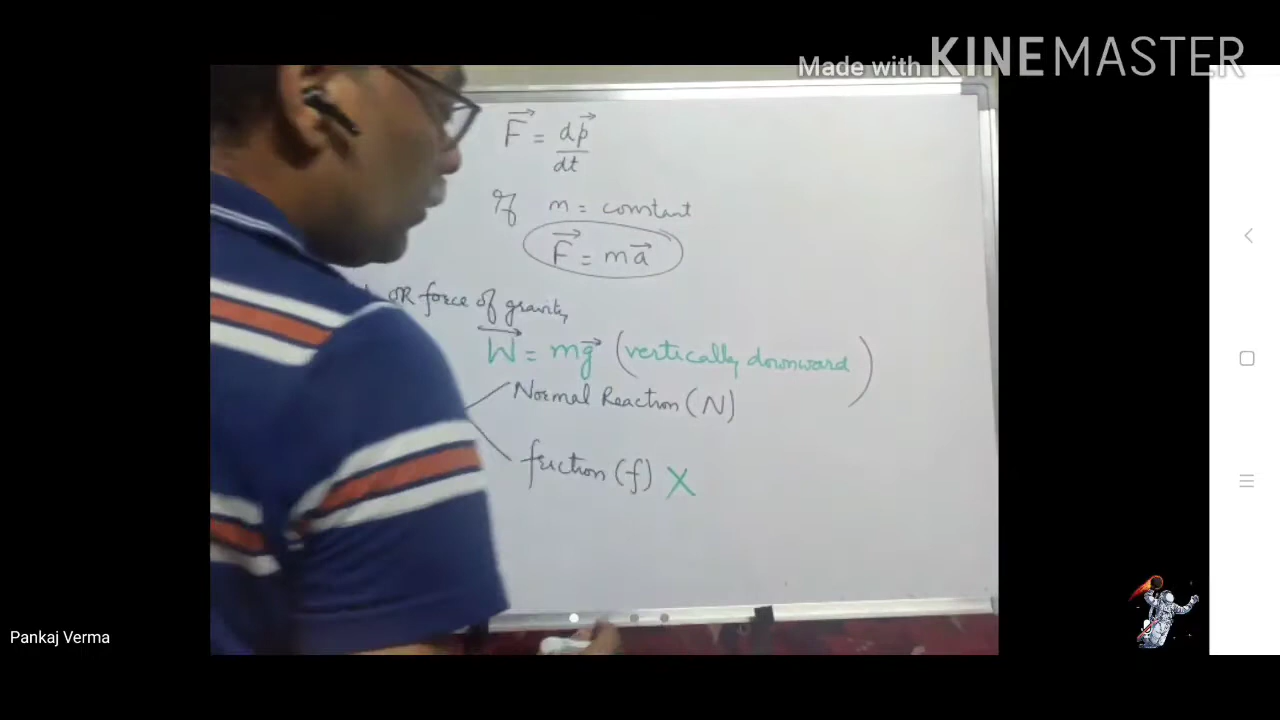 Made with KINEMASTER
F = dp/dt
If m = constant
F = ma
OR force of gravity
W = mg (vertically downward)
Normal Reaction (N)
friction (f) X
Pankaj Verma